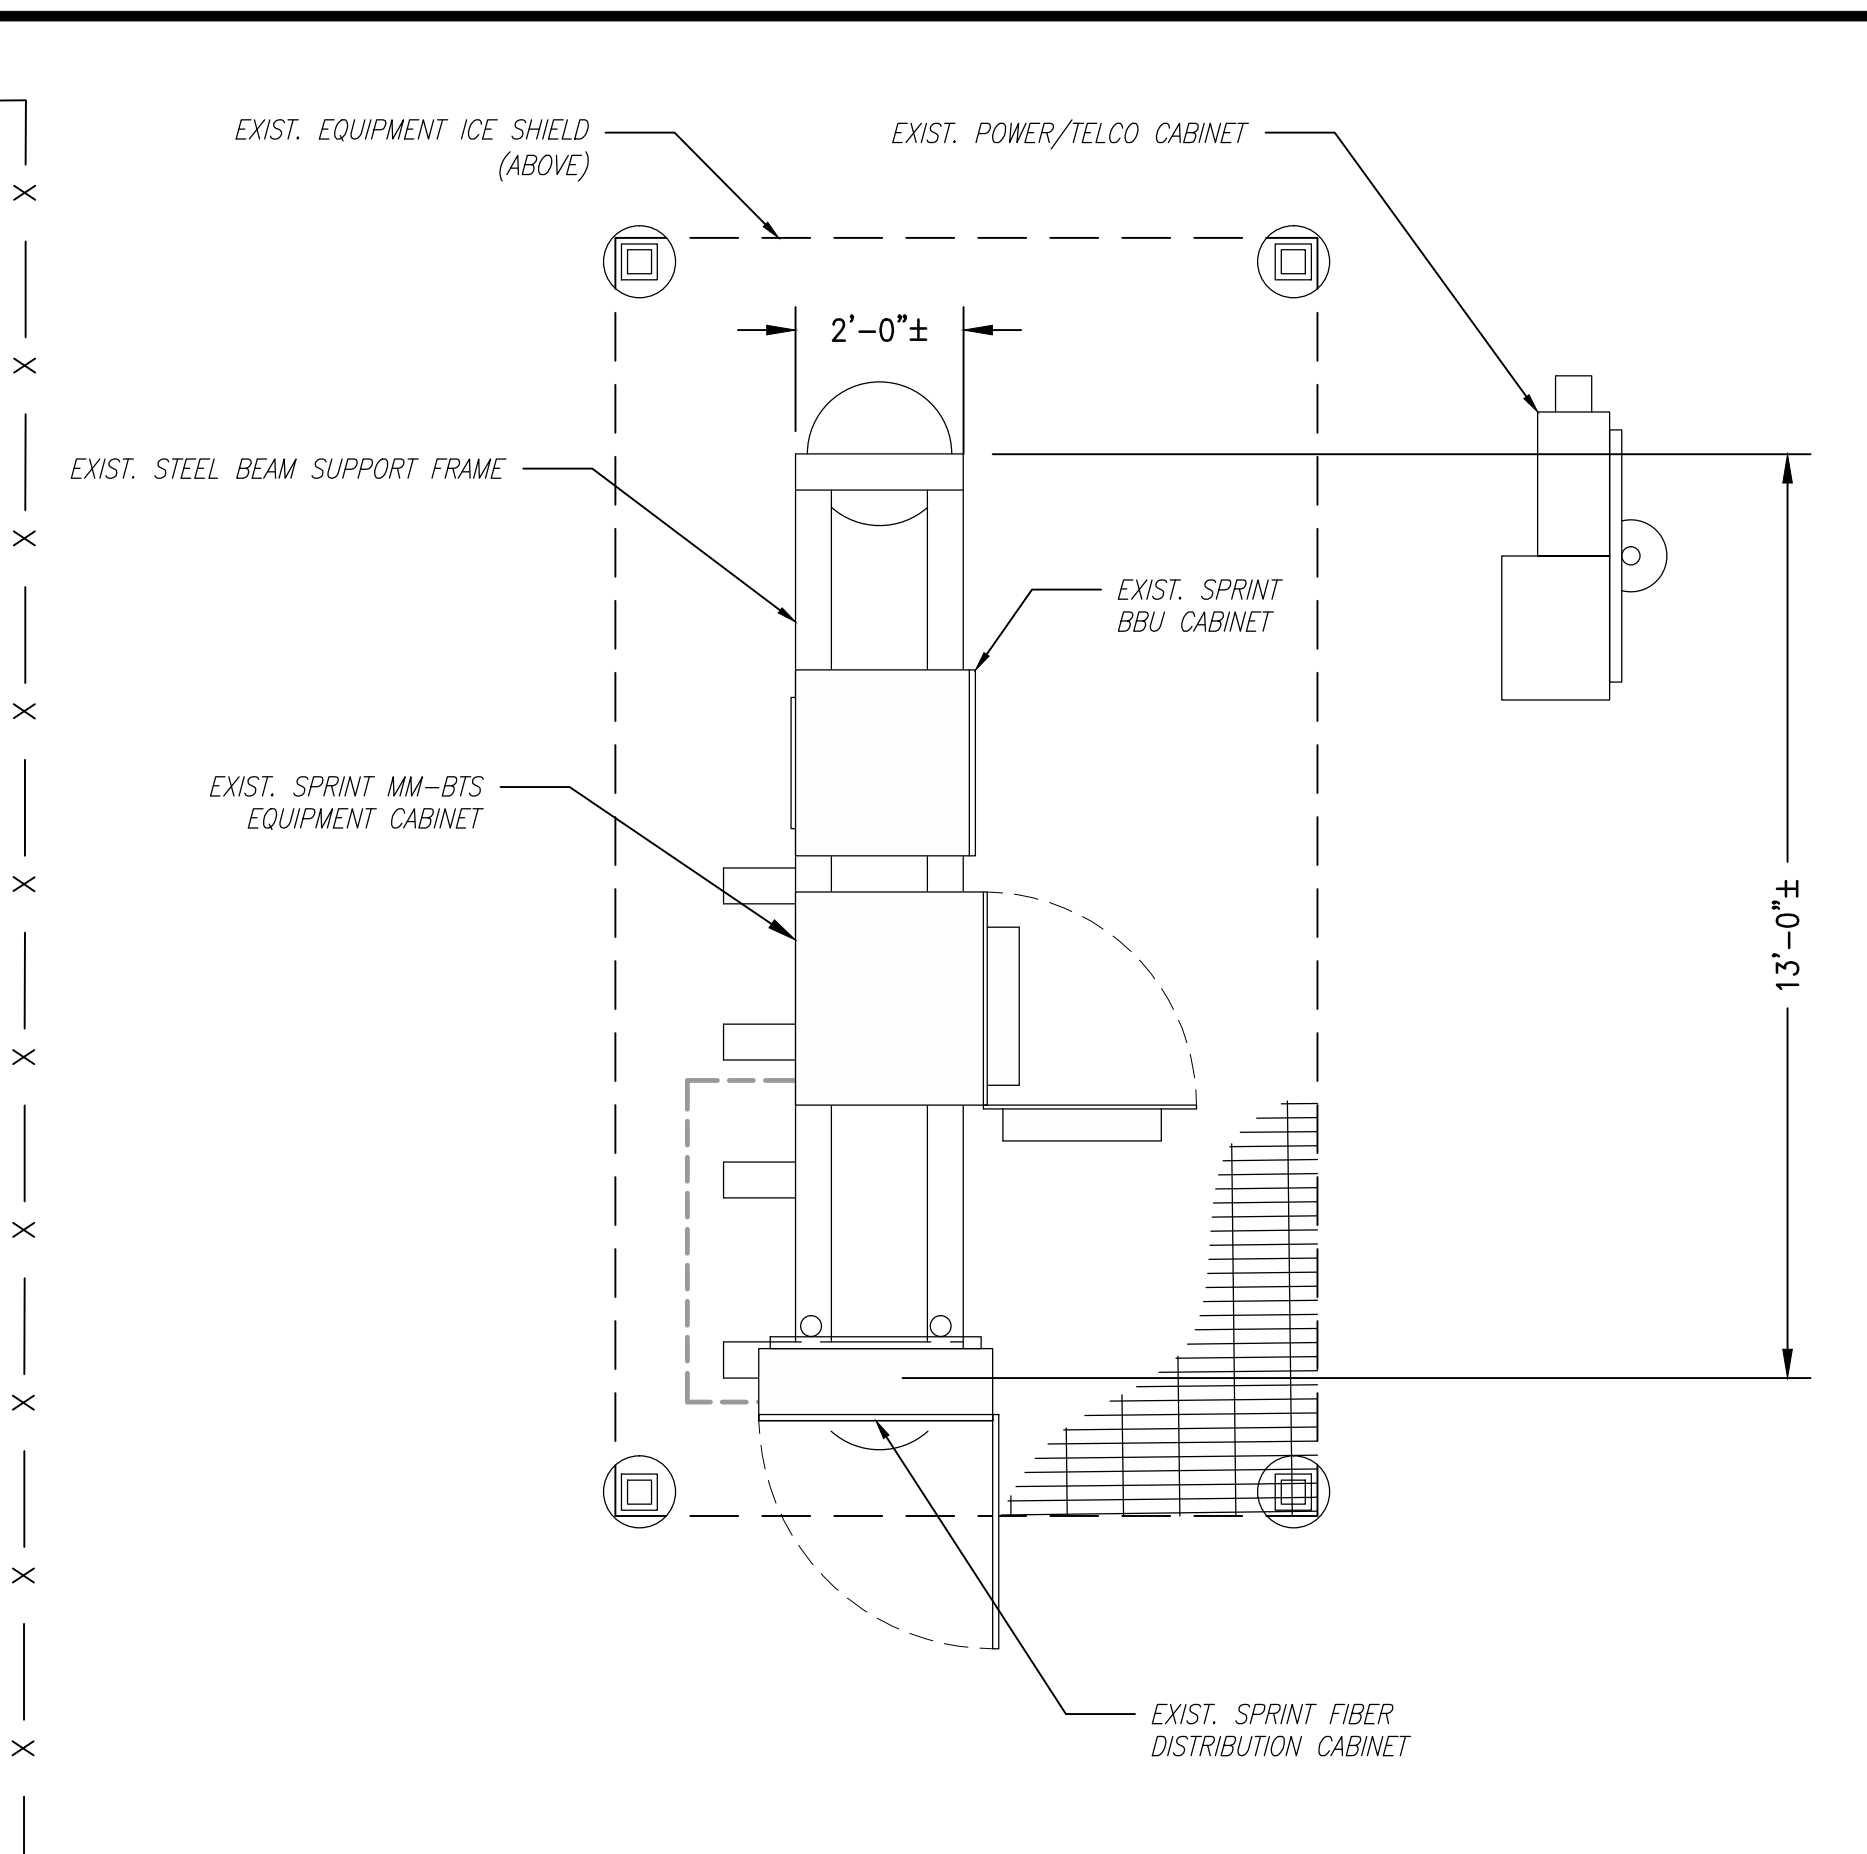 EXIST. EQUIPMENT ICE SHIELD
(ABOVE)
EXIST. POWER/TELCO CABINET
2'-0"±
EXIST. STEEL BEAM SUPPORT FRAME
EXIST. SPRINT
BBU CABINET
EXIST. SPRINT MM-BTS
EQUIPMENT CABINET
13'-0"±
EXIST. SPRINT FIBER
DISTRIBUTION CABINET